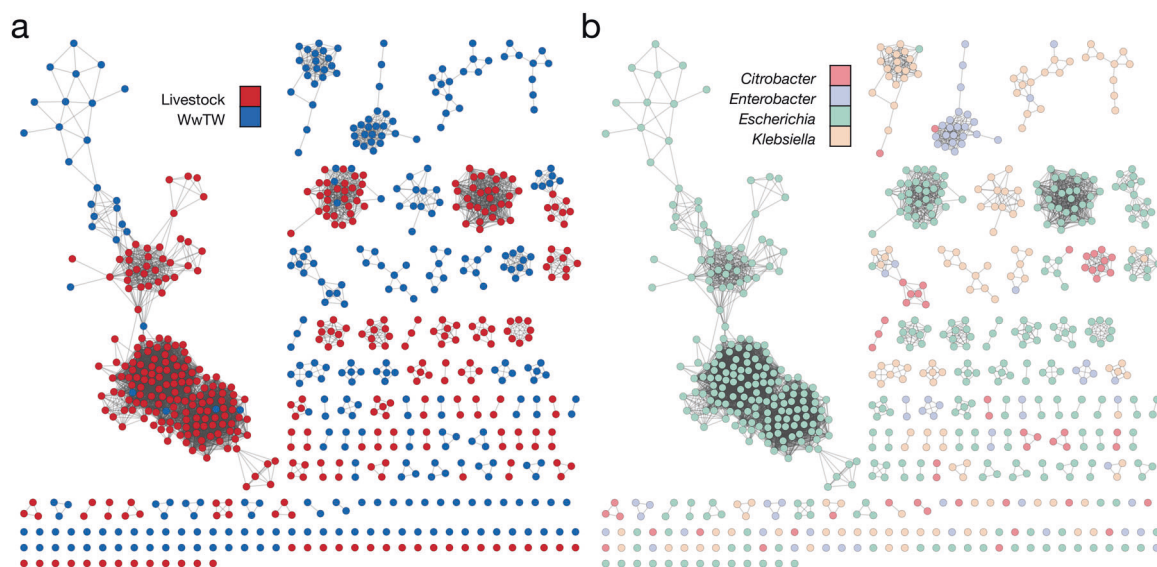 a
Livestock
WwTW
b
Citrobacter
Enterobacter
Escherichia
Klebsiella